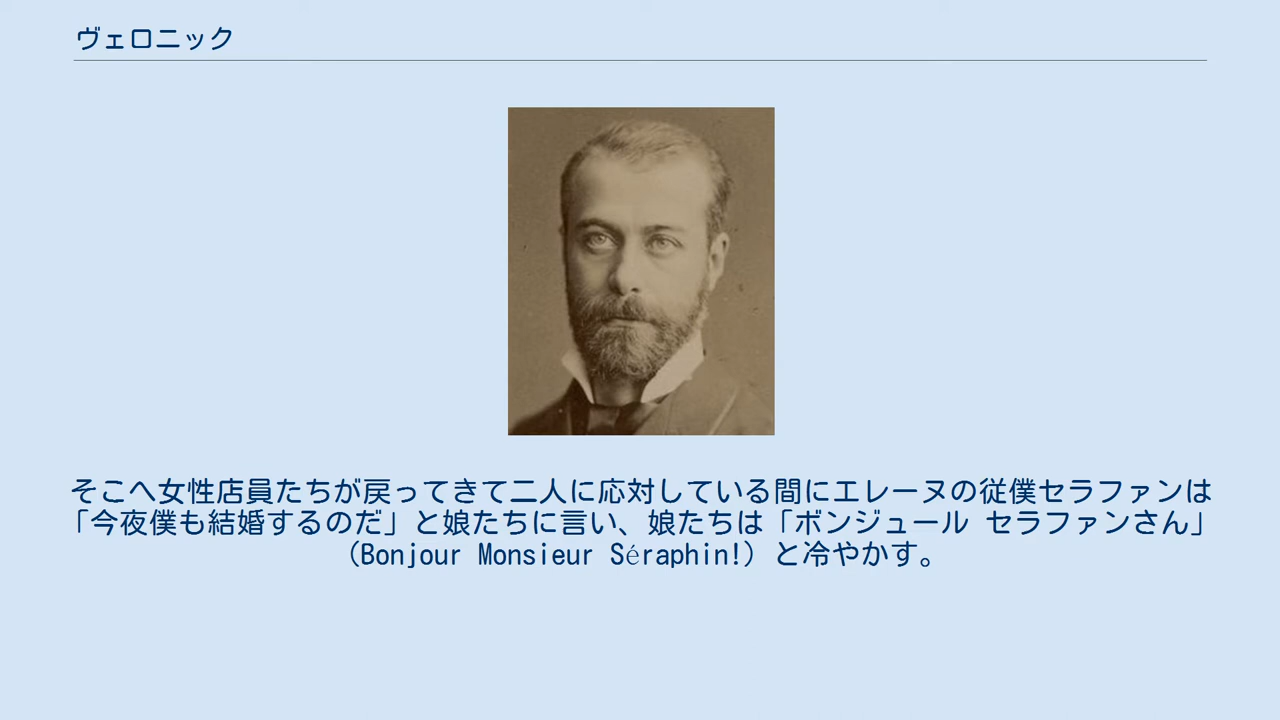 ヴェロニック
そこへ女性店員たちが戻ってきて二人に応対している間にエレーヌの従僕セラファンは
「今夜僕も結婚するのだ」と娘たちに言い、娘たちは「ボンジュール セラファンさん」
（Bonjour Monsieur Séraphin!）と冷やかす。